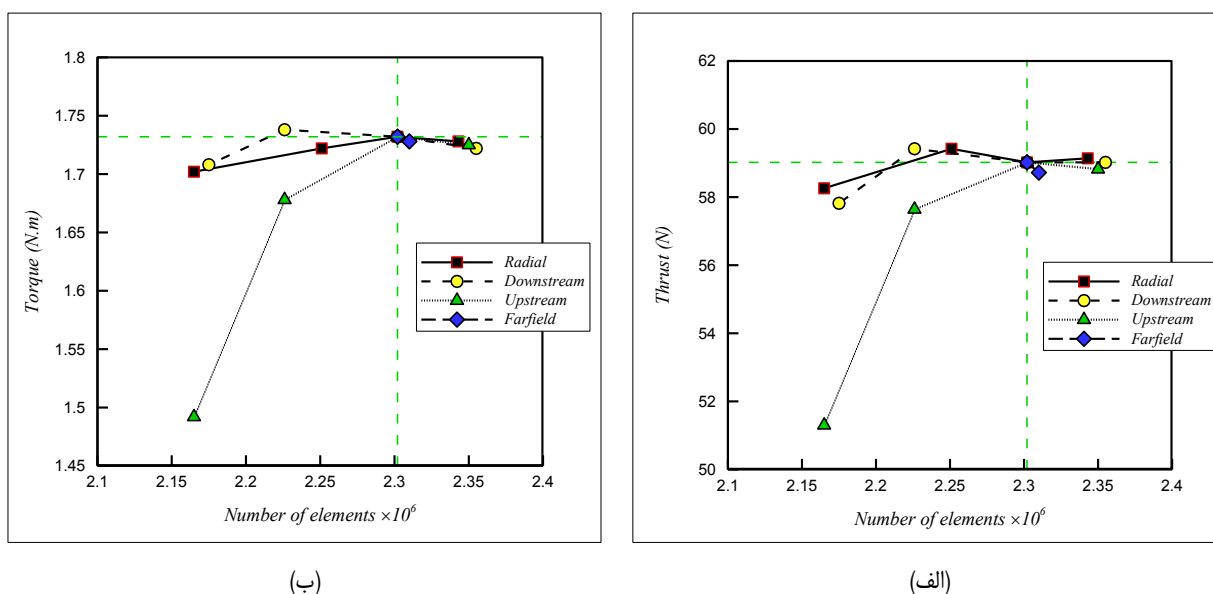 1.8
1.75
1.7
1.65
1.6
1.55
1.5
1.45
Torque (N.m)
2.1 2.15 2.2 2.25 2.3 2.35 2.4
Number of elements ×10⁶
Radial
Downstream
Upstream
Farfield
(ب)
62
60
58
56
54
52
50
Thrust (N)
2.1 2.15 2.2 2.25 2.3 2.35 2.4
Number of elements ×10⁶
Radial
Downstream
Upstream
Farfield
(الف)